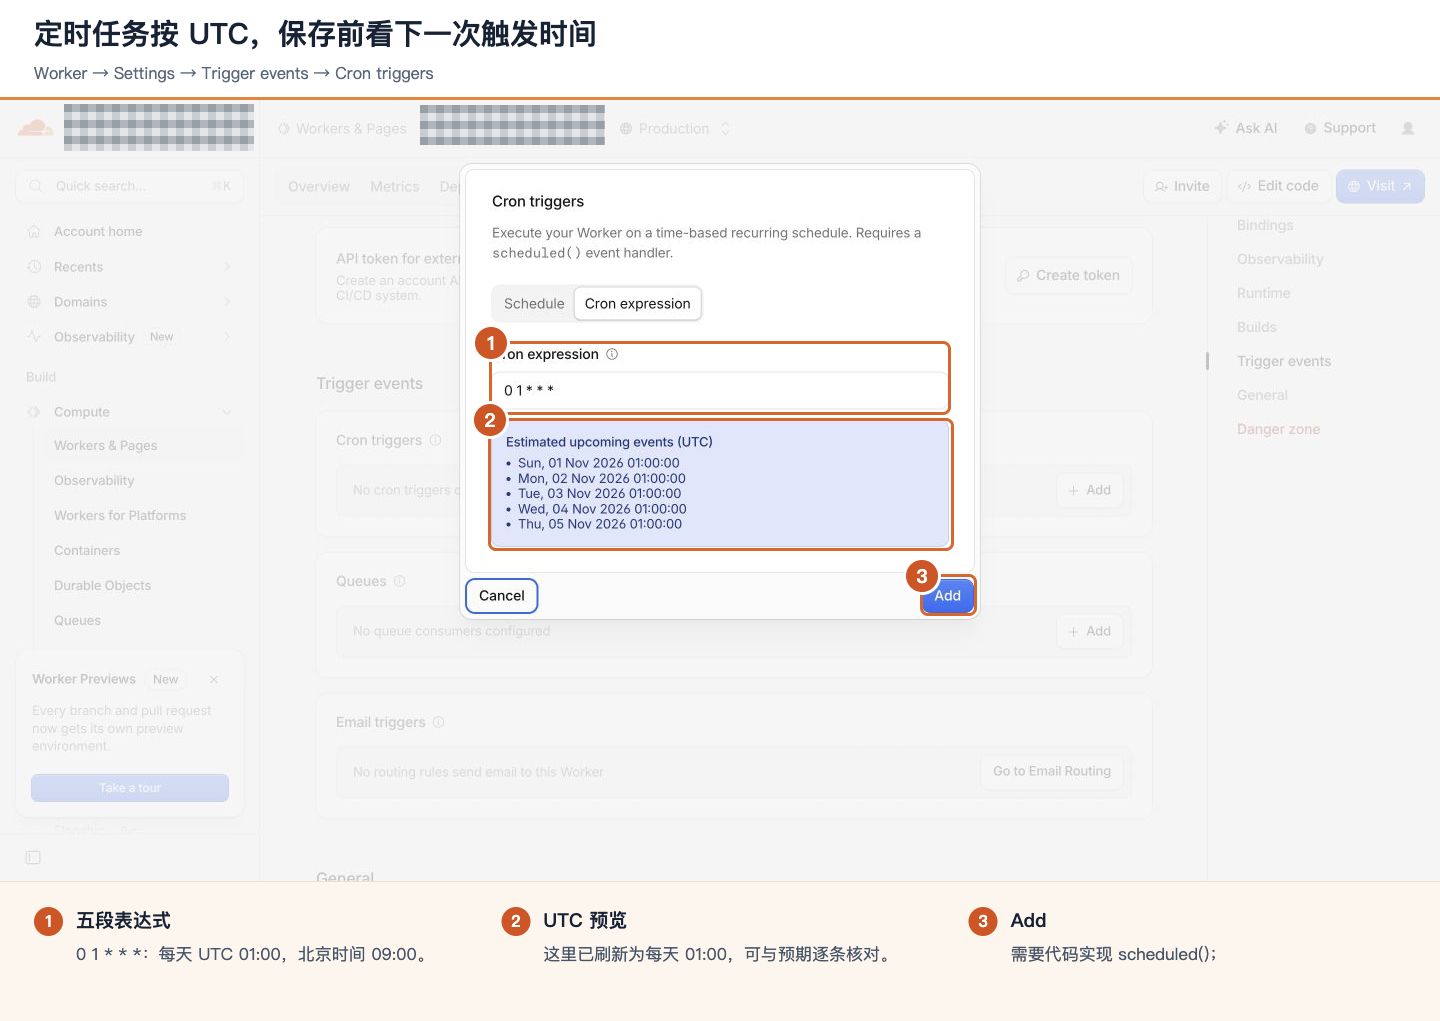 定时任务按 UTC，保存前看下一次触发时间
Worker → Settings → Trigger events → Cron triggers
Workers & Pages
Production
Ask AI
Support
Quick search...
⌘K
Overview
Metrics
De
Invite
</> Edit code
Visit ↗
Account home
Recents
Domains
Observability New
Build
Compute
Workers & Pages
Observability
Workers for Platforms
Containers
Durable Objects
Queues
Worker Previews New ×
Every branch and pull request
now gets its own preview
environment.
Take a tour
API token for exter
Create an account A
CI/CD system.
Create token
Trigger events
Cron triggers
No cron triggers c
+ Add
Queues
No queue consumers configured
+ Add
Email triggers
No routing rules send email to this Worker
Go to Email Routing
General
Bindings
Observability
Runtime
Builds
Trigger events
General
Danger zone
Cron triggers
Execute your Worker on a time-based recurring schedule. Requires a
scheduled() event handler.
Schedule
Cron expression
1
ron expression
0 1 * * *
2
Estimated upcoming events (UTC)
• Sun, 01 Nov 2026 01:00:00
• Mon, 02 Nov 2026 01:00:00
• Tue, 03 Nov 2026 01:00:00
• Wed, 04 Nov 2026 01:00:00
• Thu, 05 Nov 2026 01:00:00
Cancel
3
Add
1 五段表达式
0 1 * * *：每天 UTC 01:00，北京时间 09:00。
2 UTC 预览
这里已刷新为每天 01:00，可与预期逐条核对。
3 Add
需要代码实现 scheduled()；